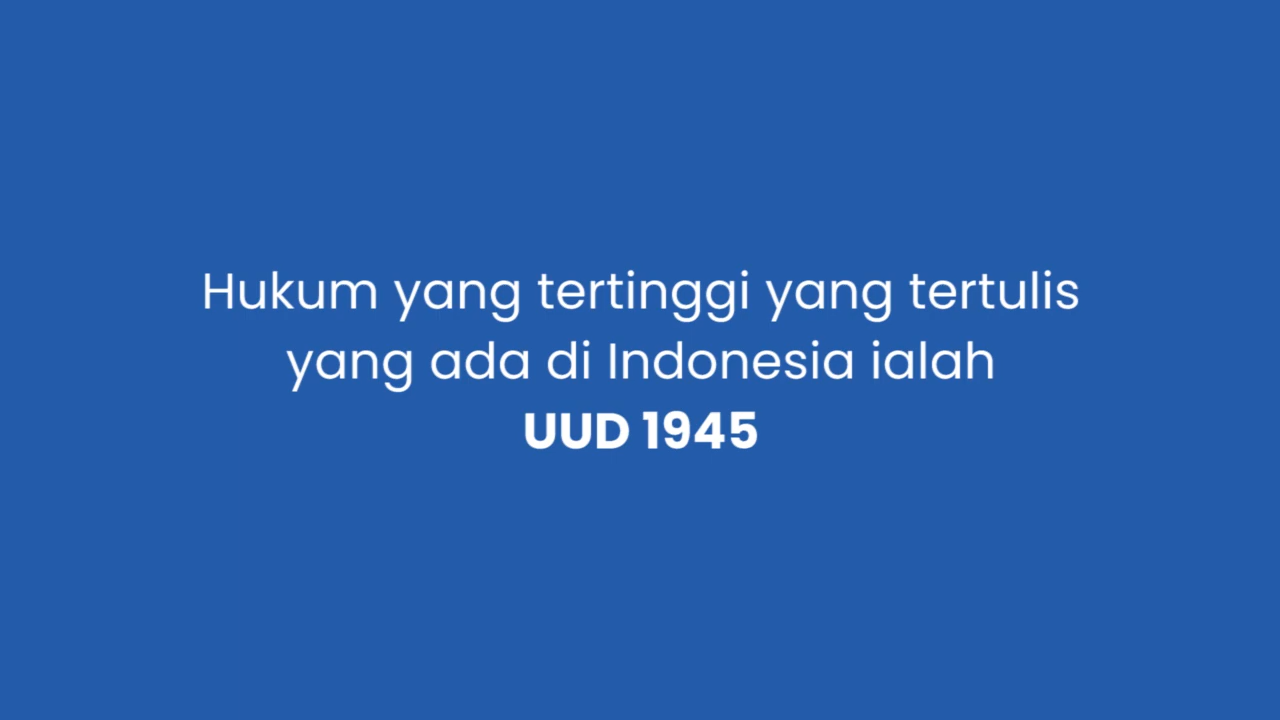 Hukum yang tertinggi yang tertulis
yang ada di Indonesia ialah
UUD 1945